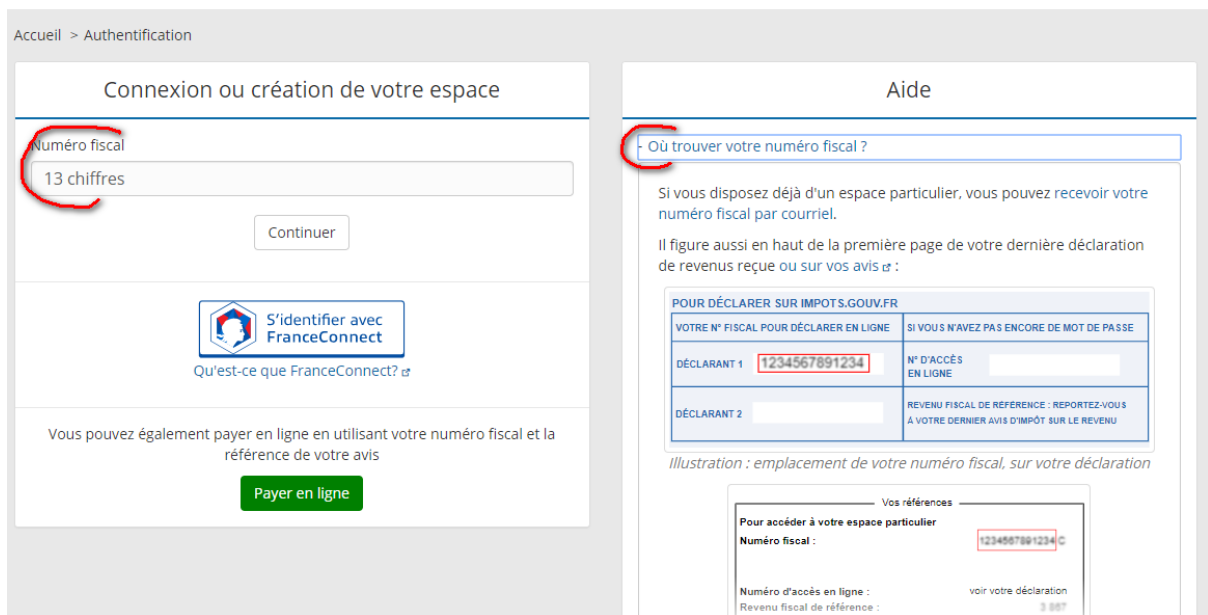 Accueil > Authentification
Connexion ou création de votre espace
Numéro fiscal
13 chiffres
Continuer
S'identifier avec
FranceConnect
Qu'est-ce que FranceConnect?
Vous pouvez également payer en ligne en utilisant votre numéro fiscal et la
référence de votre avis
Payer en ligne
Aide
- Où trouver votre numéro fiscal ?
Si vous disposez déjà d'un espace particulier, vous pouvez recevoir votre
numéro fiscal par courriel.
Il figure aussi en haut de la première page de votre dernière déclaration
de revenus reçue ou sur vos avis :
POUR DÉCLARER SUR IMPOTS.GOUV.FR
VOTRE N° FISCAL POUR DÉCLARER EN LIGNE
SI VOUS N'AVEZ PAS ENCORE DE MOT DE PASSE
DÉCLARANT 1
1234567891234
N° D'ACCÈS
EN LIGNE
DÉCLARANT 2
REVENU FISCAL DE RÉFÉRENCE : REPORTEZ-VOUS
À VOTRE DERNIER AVIS D'IMPÔT SUR LE REVENU
Illustration : emplacement de votre numéro fiscal, sur votre déclaration
Vos références
Pour accéder à votre espace particulier
Numéro fiscal :
1234567891234 C
Numéro d'accès en ligne :
voir votre déclaration
Revenu fiscal de référence :